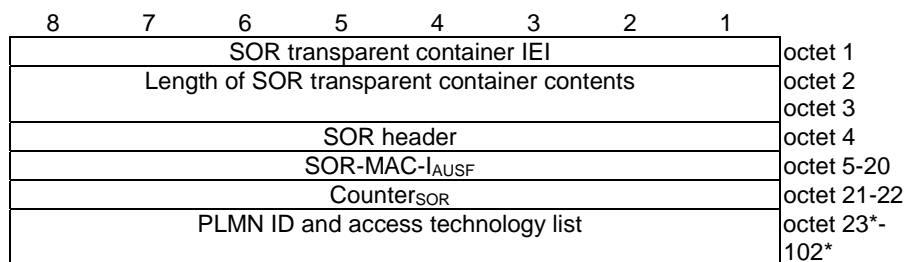 8 7 6 5 4 3 2 1
SOR transparent container IEI octet 1
Length of SOR transparent container contents octet 2
octet 3
SOR header octet 4
SOR-MAC-IAUSF octet 5-20
CounterSOR octet 21-22
PLMN ID and access technology list octet 23*-
102*